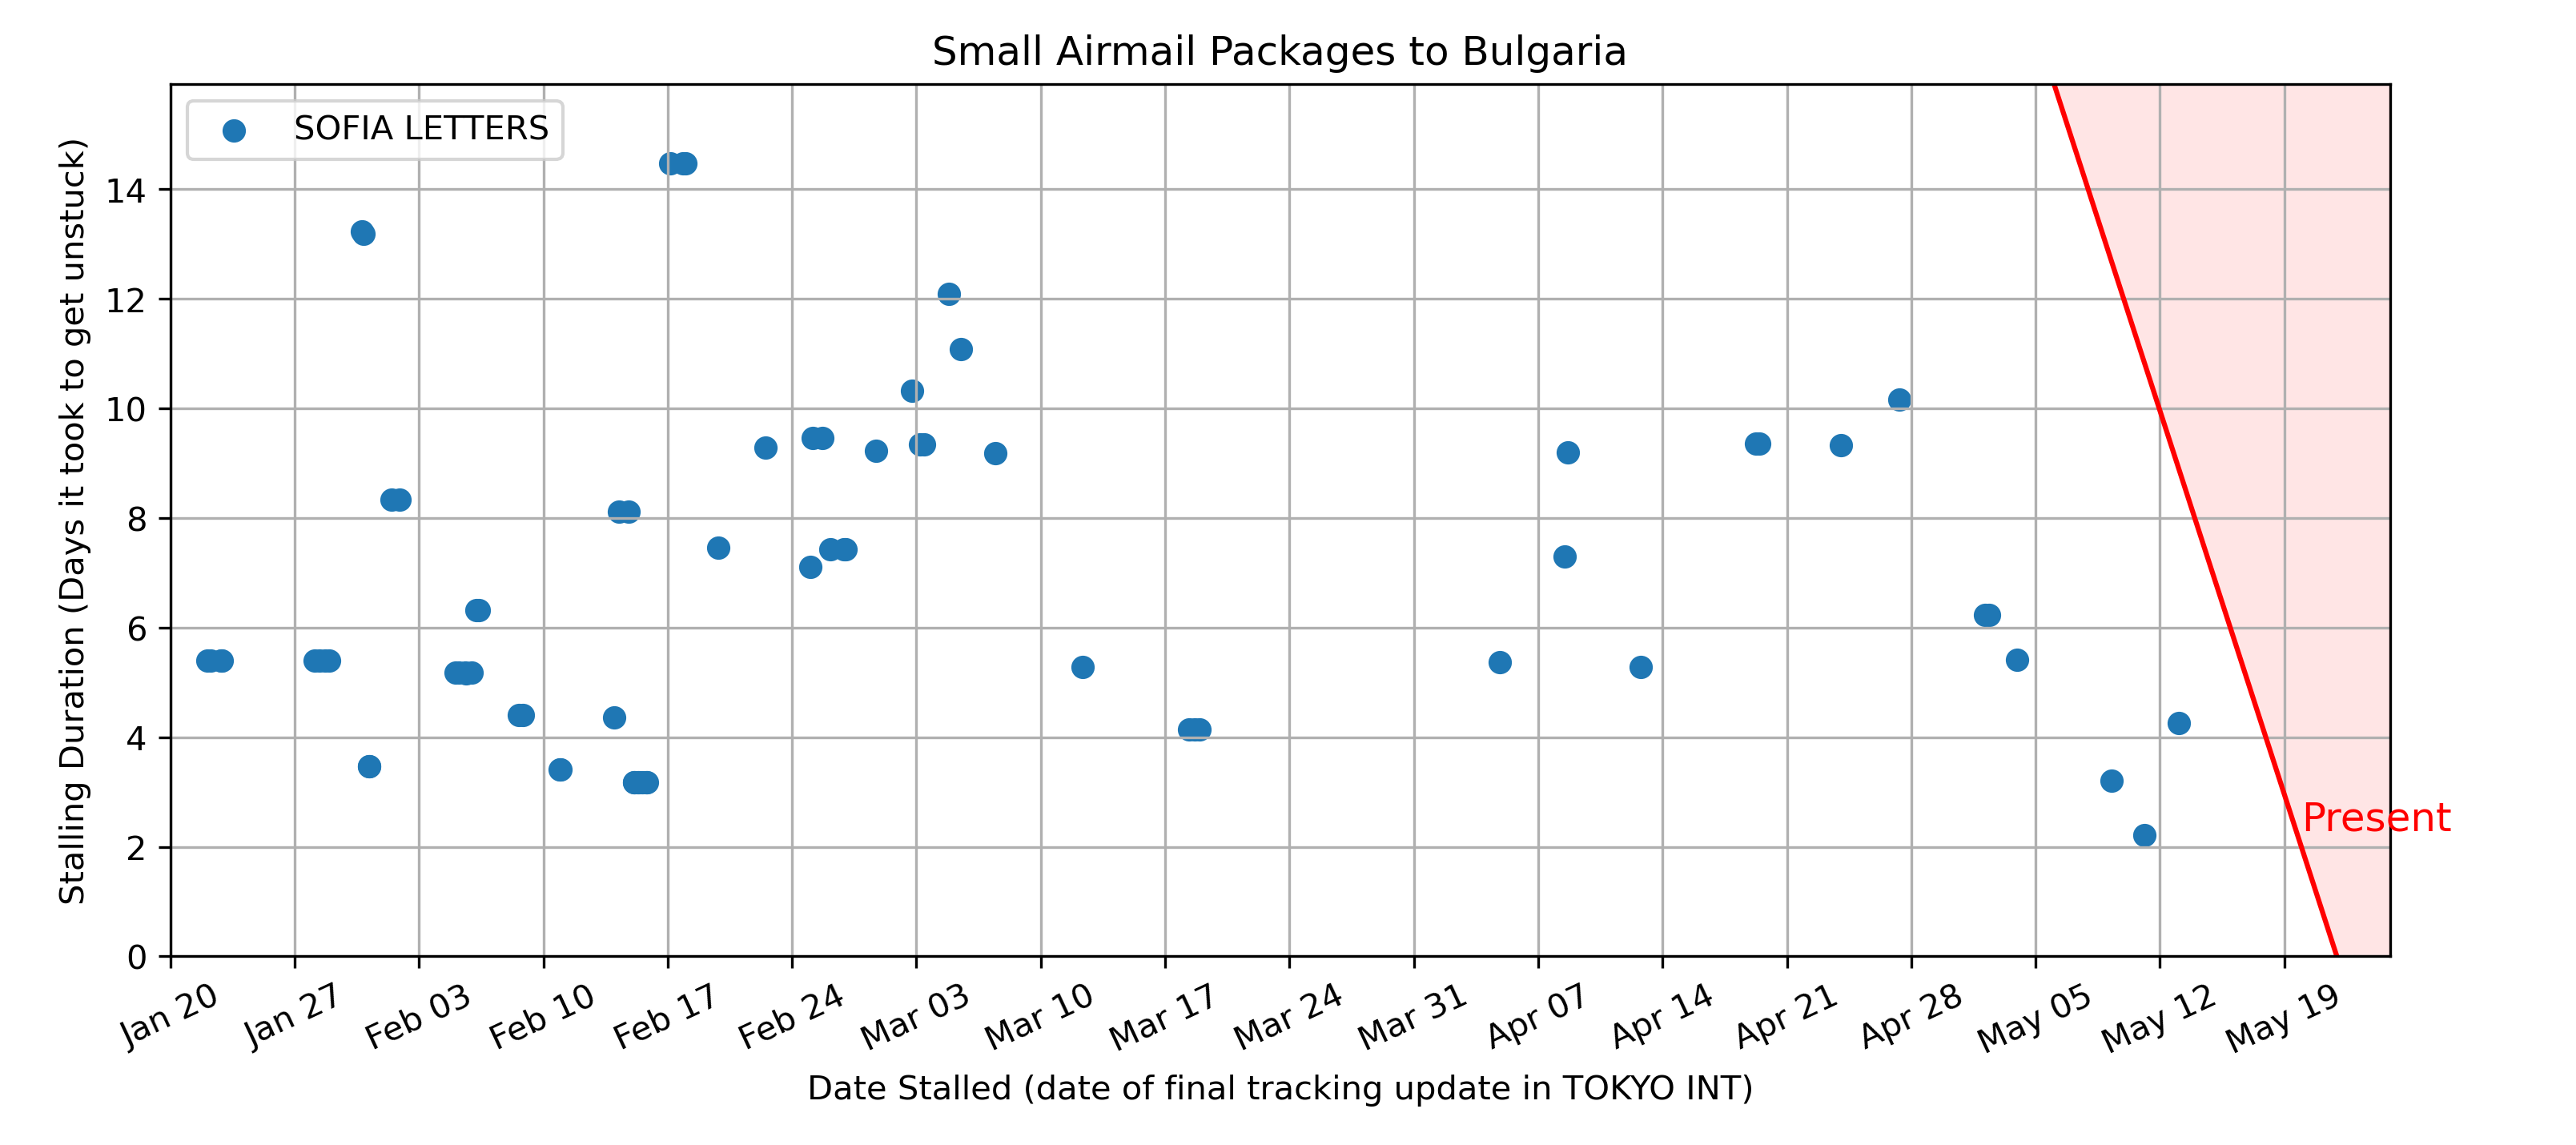 Small Airmail Packages to Bulgaria
SOFIA LETTERS
Stalling Duration (Days it took to get unstuck)
14
12
10
8
6
4
2
0
Present
Jan 20
Jan 27
Feb 03
Feb 10
Feb 17
Feb 24
Mar 03
Mar 10
Mar 17
Mar 24
Mar 31
Apr 07
Apr 14
Apr 21
Apr 28
May 05
May 12
May 19
Date Stalled (date of final tracking update in TOKYO INT)